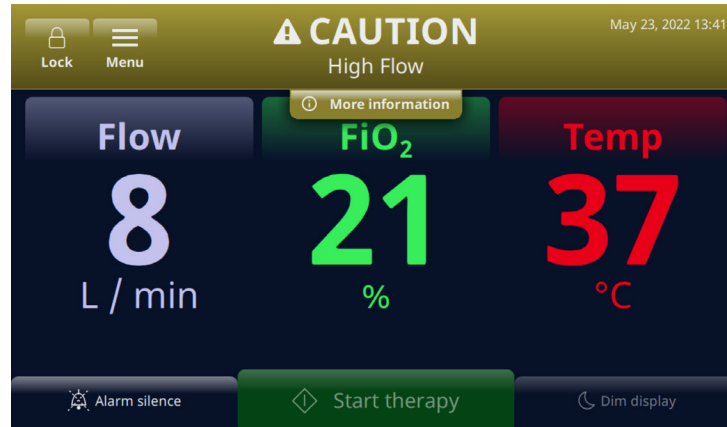 CAUTION
May 23, 2022 13:41
Lock
Menu
High Flow
More information
Flow
FiO₂
Temp
8
21
37
L / min
%
°C
Alarm silence
Start therapy
Dim display